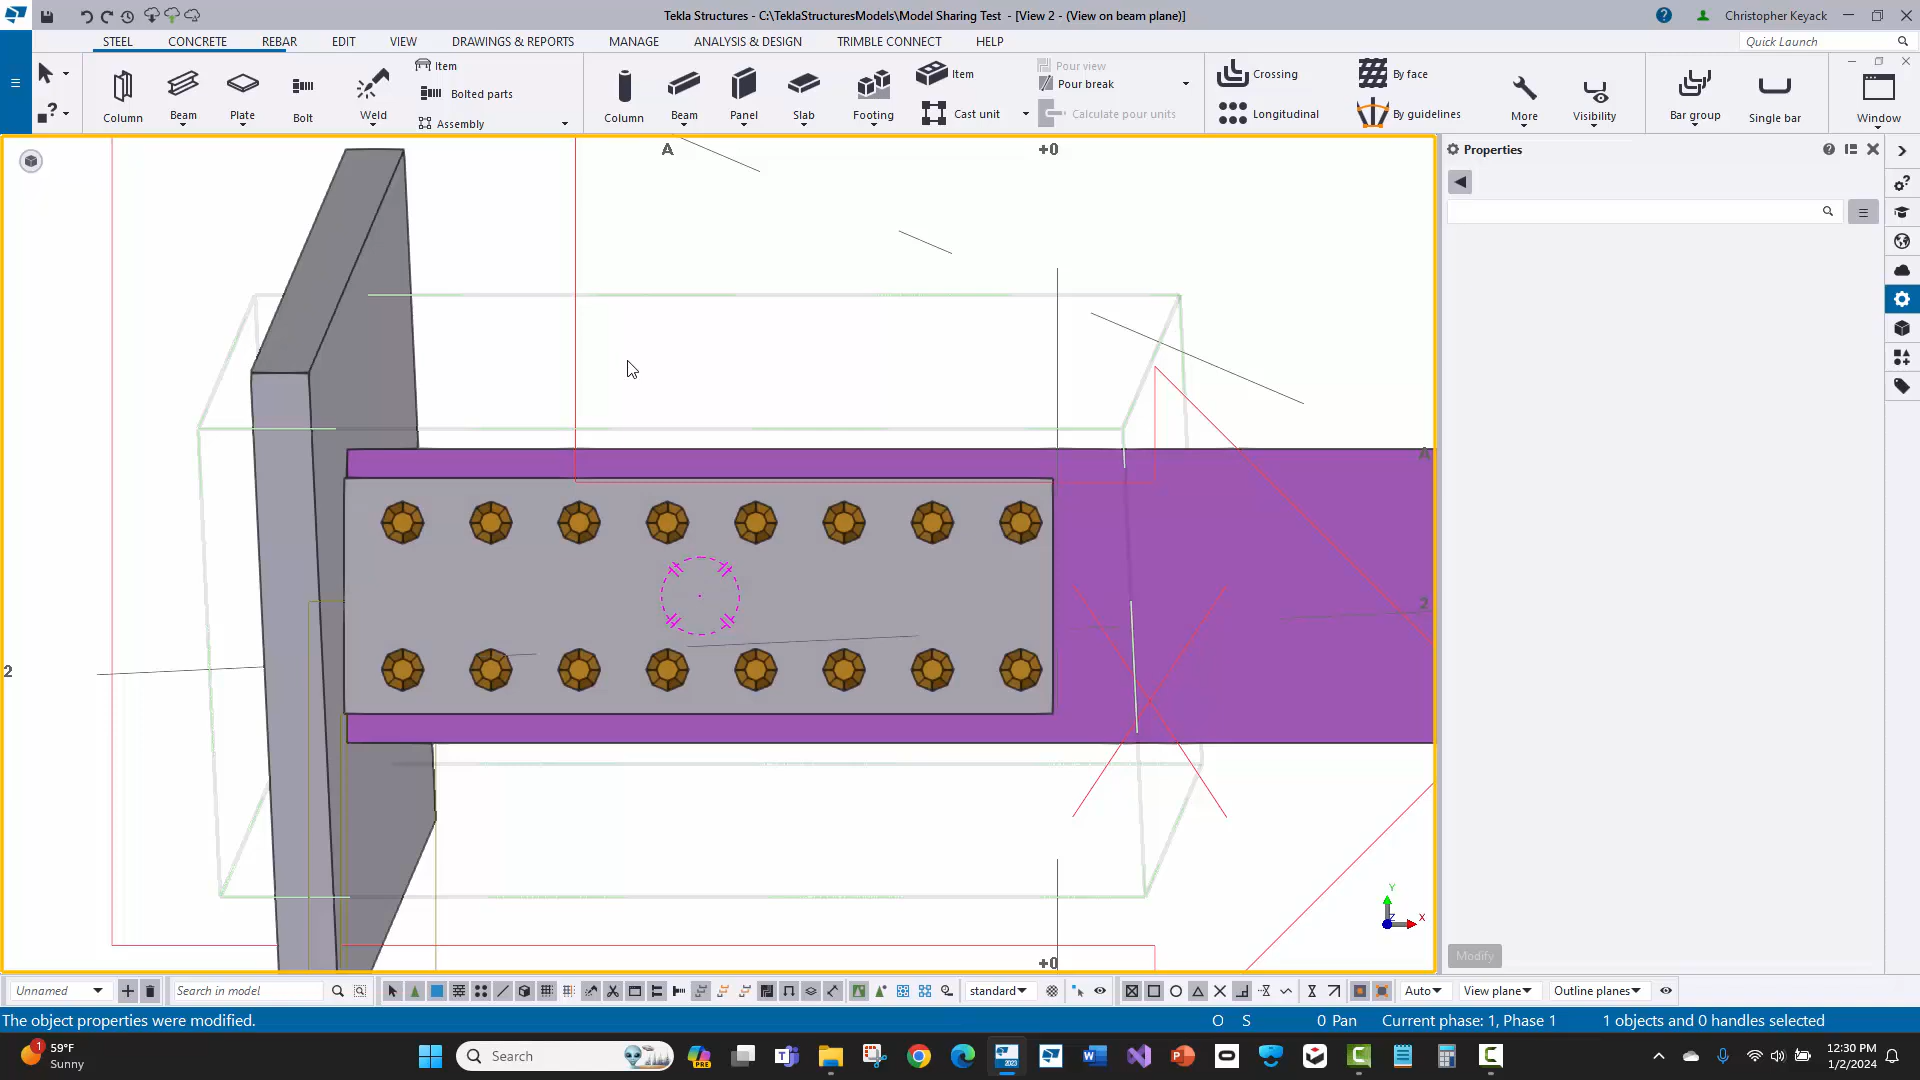 Tekla Structures - C:\TeklaStructuresModels\Model Sharing Test - [View 2 - (View on beam plane)]
Christopher Keyack
STEEL CONCRETE REBAR EDIT VIEW DRAWINGS & REPORTS MANAGE ANALYSIS & DESIGN TRIMBLE CONNECT HELP
Quick Launch
Item
Bolted parts
Assembly
Column Beam Plate Bolt Weld
Column Beam Panel Slab Footing
Item
Cast unit
Pour view
Pour break
Calculate pour units
Crossing
Longitudinal
By face
By guidelines
More Visibility Bar group Single bar Window
Properties
A +0
A
2
2
+0
Y
Z X
Modify
Unnamed Search in model standard Auto View plane Outline planes
The object properties were modified.
O S 0 Pan Current phase: 1, Phase 1 1 objects and 0 handles selected
1 59°F
Sunny
Search
PRE
2023
12:30 PM
1/2/2024